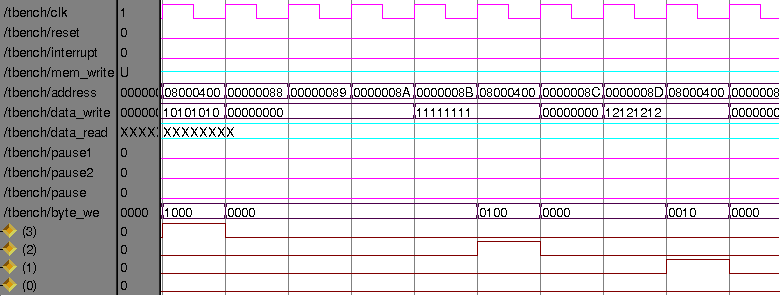 /tbench/clk 1
/tbench/reset 0
/tbench/interrupt 0
/tbench/mem_write U
/tbench/address 000000 08000400 00000088 00000089 0000008A 0000008B 08000400 0000008C 0000008D 08000400 0000008
/tbench/data_write 000000 10101010 00000000 11111111 00000000 12121212 0000000
/tbench/data_read XXXX XXXXXXXX
/tbench/pause1 0
/tbench/pause2 0
/tbench/pause 0
/tbench/byte_we 0000 1000 0000 0100 0000 0010 0000
(3) 0
(2) 0
(1) 0
(0) 0